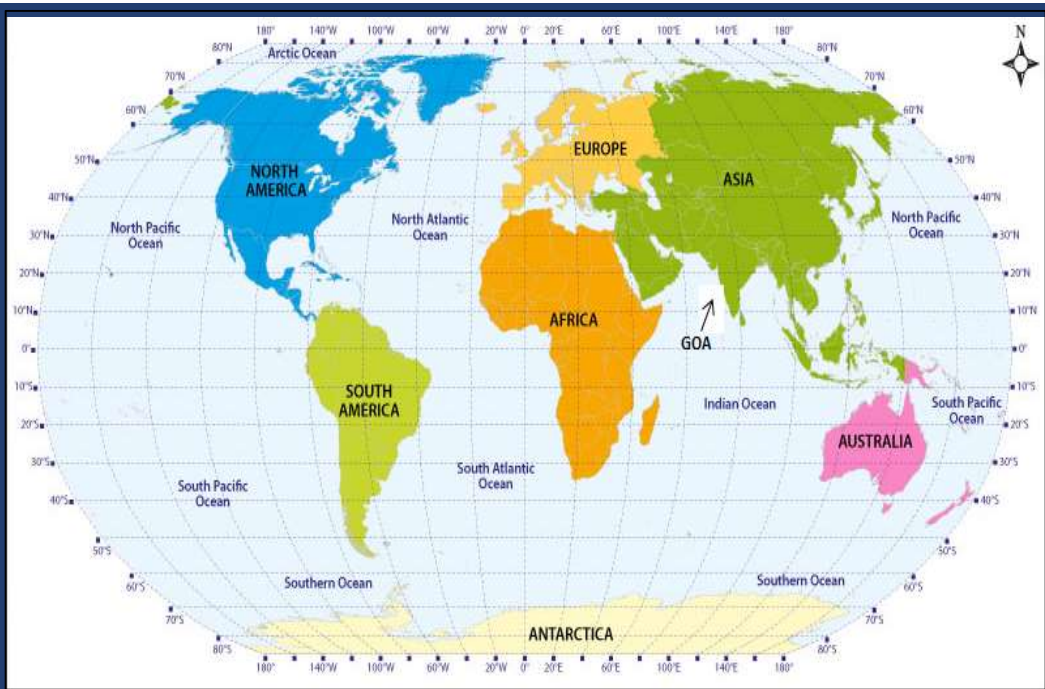 180° 140°W 100°W 60°W 20°W 0° 20°E 60°E 100°E 140°E 180°
N
80°N Arctic Ocean 80°N
70°N 70°N
60°N 60°N
EUROPE
50°N NORTH AMERICA ASIA 50°N
40°N 40°N
North Pacific Ocean North Atlantic Ocean North Pacific Ocean
30°N 30°N
20°N 20°N
10°N AFRICA 10°N
GOA
0° 0°
10°S SOUTH AMERICA Indian Ocean South Pacific Ocean 10°S
20°S 20°S
AUSTRALIA
30°S South Atlantic Ocean 30°S
South Pacific Ocean
40°S 40°S
50°S 50°S
60°S Southern Ocean Southern Ocean 60°S
70°S 70°S
ANTARCTICA
80°S 80°S
180° 140°W 100°W 60°W 20°W 0° 20°E 60°E 100°E 140°E 180°